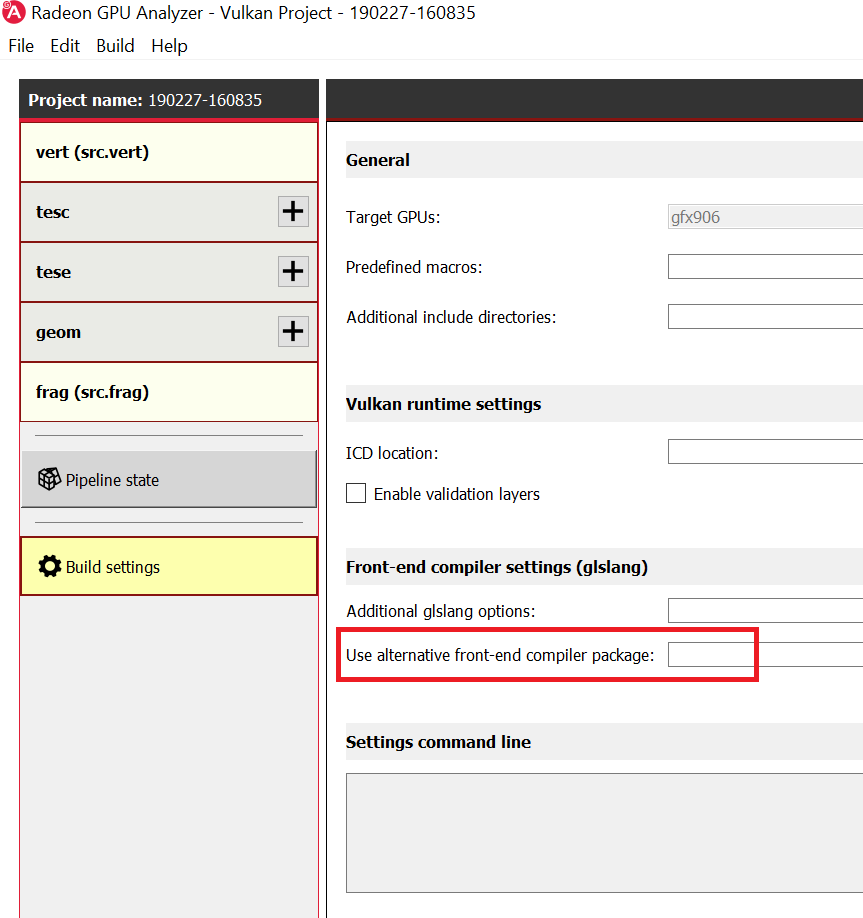 Radeon GPU Analyzer - Vulkan Project - 190227-160835
File Edit Build Help
Project name: 190227-160835
vert (src.vert)
tesc
tese
geom
frag (src.frag)
Pipeline state
Build settings
General
Target GPUs: gfx906
Predefined macros:
Additional include directories:
Vulkan runtime settings
ICD location:
Enable validation layers
Front-end compiler settings (glslang)
Additional glslang options:
Use alternative front-end compiler package:
Settings command line